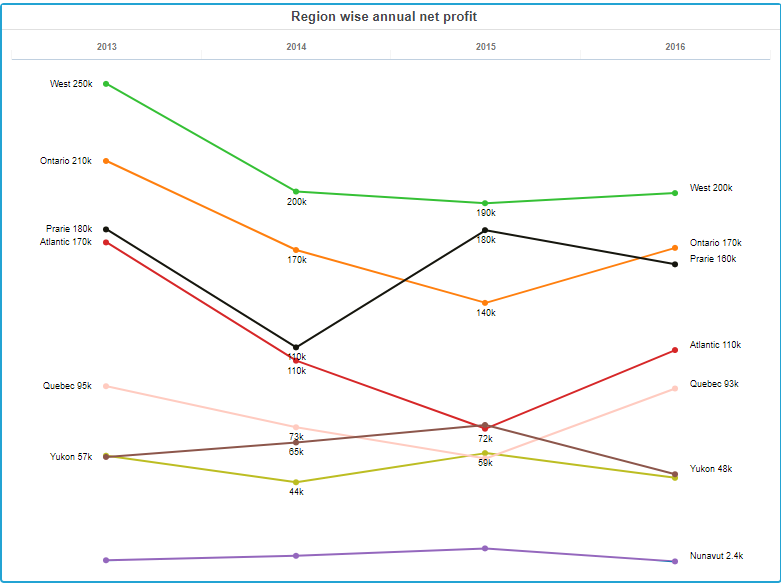 Region wise annual net profit
2013 2014 2015 2016
West 250k
Ontario 210k
Prarie 180k
Atlantic 170k
Quebec 95k
Yukon 57k
200k
170k
110k
110k
73k
65k
44k
190k
180k
140k
72k
59k
West 200k
Ontario 170k
Prarie 160k
Atlantic 110k
Quebec 93k
Yukon 48k
Nunavut 2.4k